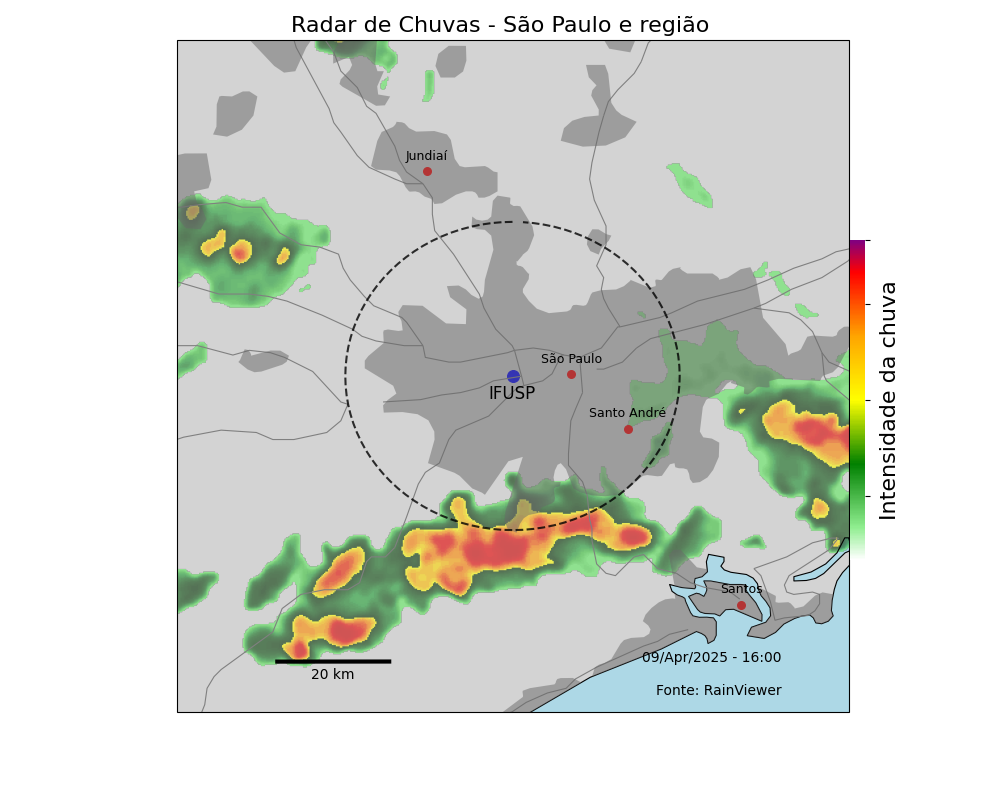 Radar de Chuvas - São Paulo e região
Jundiaí
São Paulo
IFUSP
Santo André
Intensidade da chuva
Santos
09/Apr/2025 - 16:00
20 km
Fonte: RainViewer